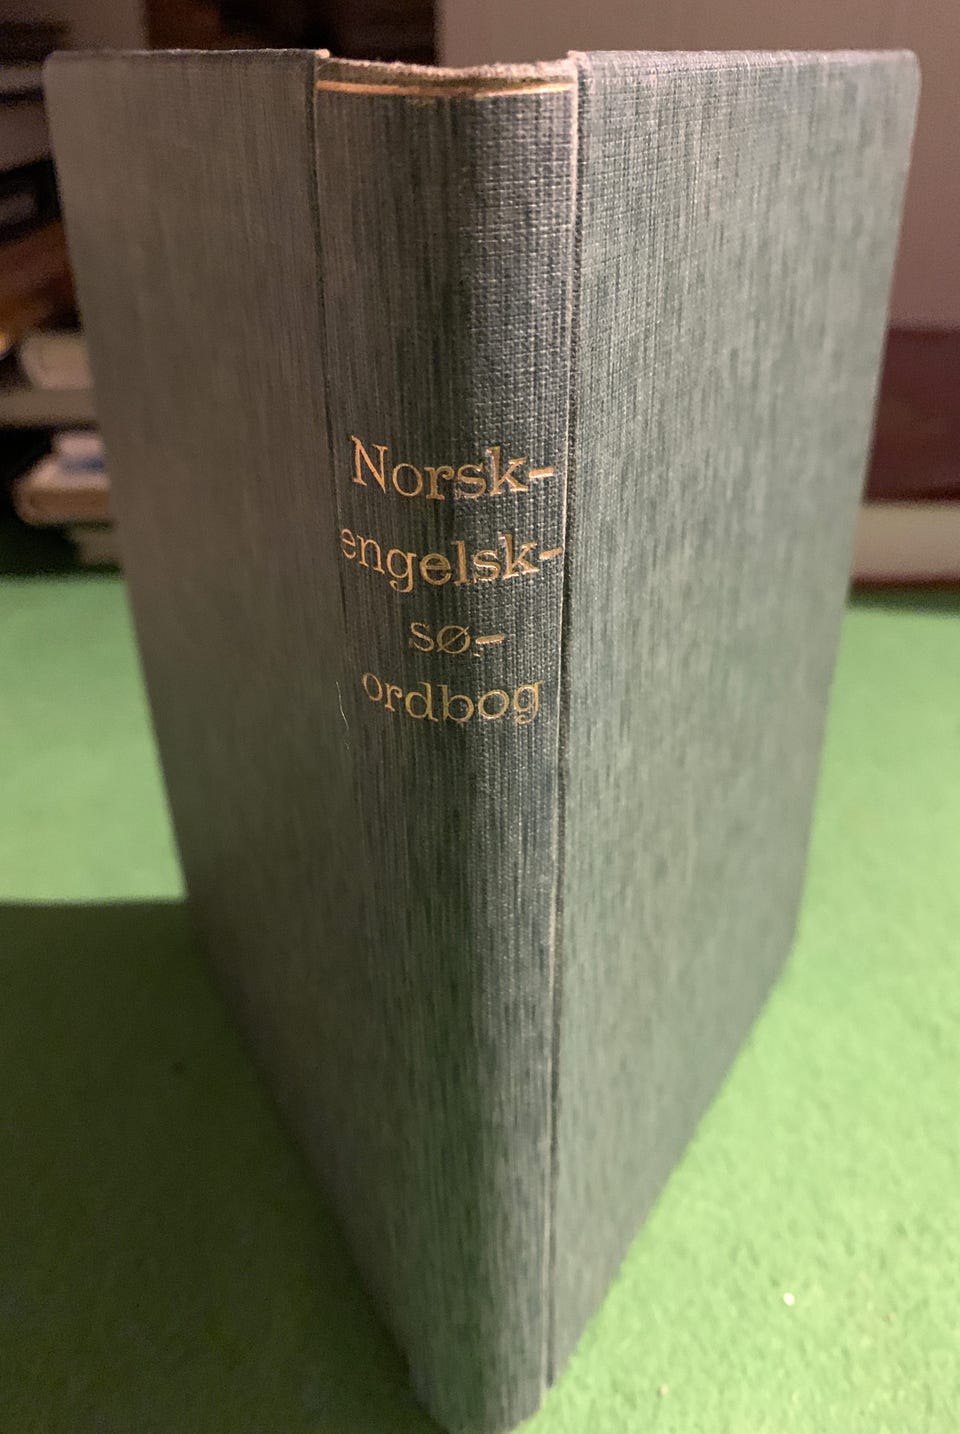 Norsk-
engelsk-
sø-
ordbog